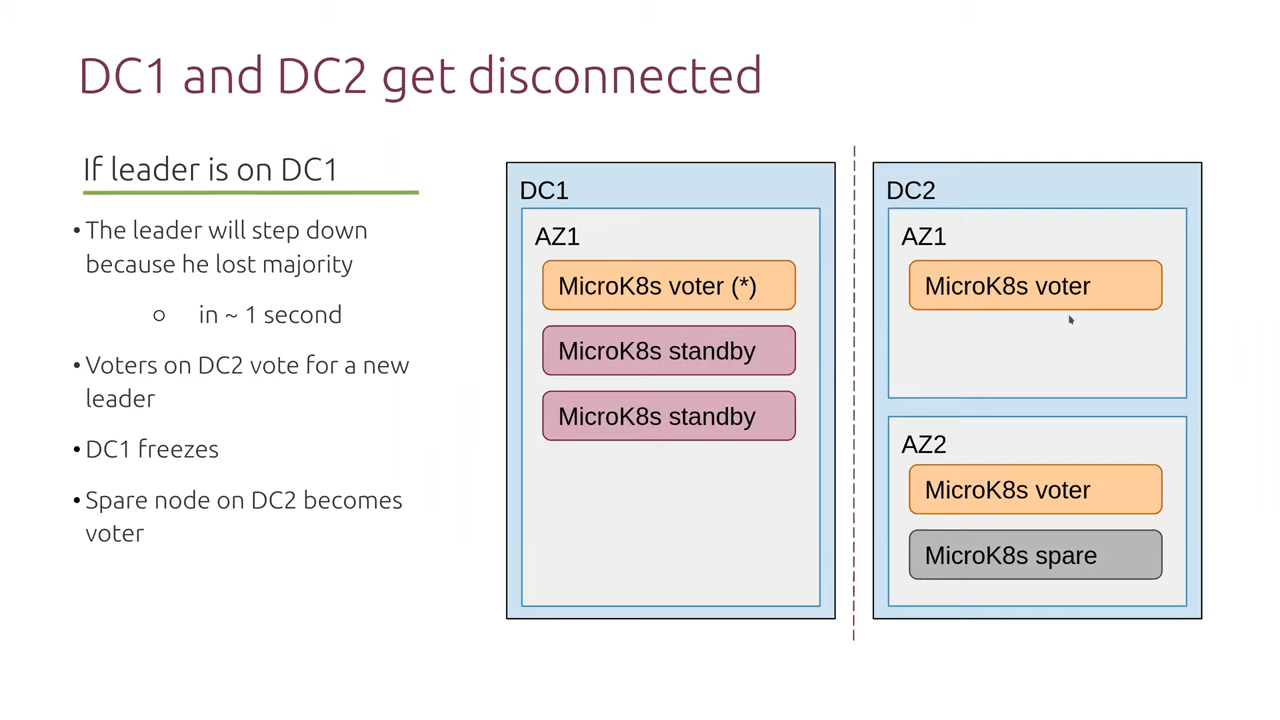 DC1 and DC2 get disconnected
If leader is on DC1
• The leader will step down
because he lost majority
○ in ~ 1 second
• Voters on DC2 vote for a new
leader
• DC1 freezes
• Spare node on DC2 becomes
voter
DC1
AZ1
MicroK8s voter (*)
MicroK8s standby
MicroK8s standby
DC2
AZ1
MicroK8s voter
AZ2
MicroK8s voter
MicroK8s spare